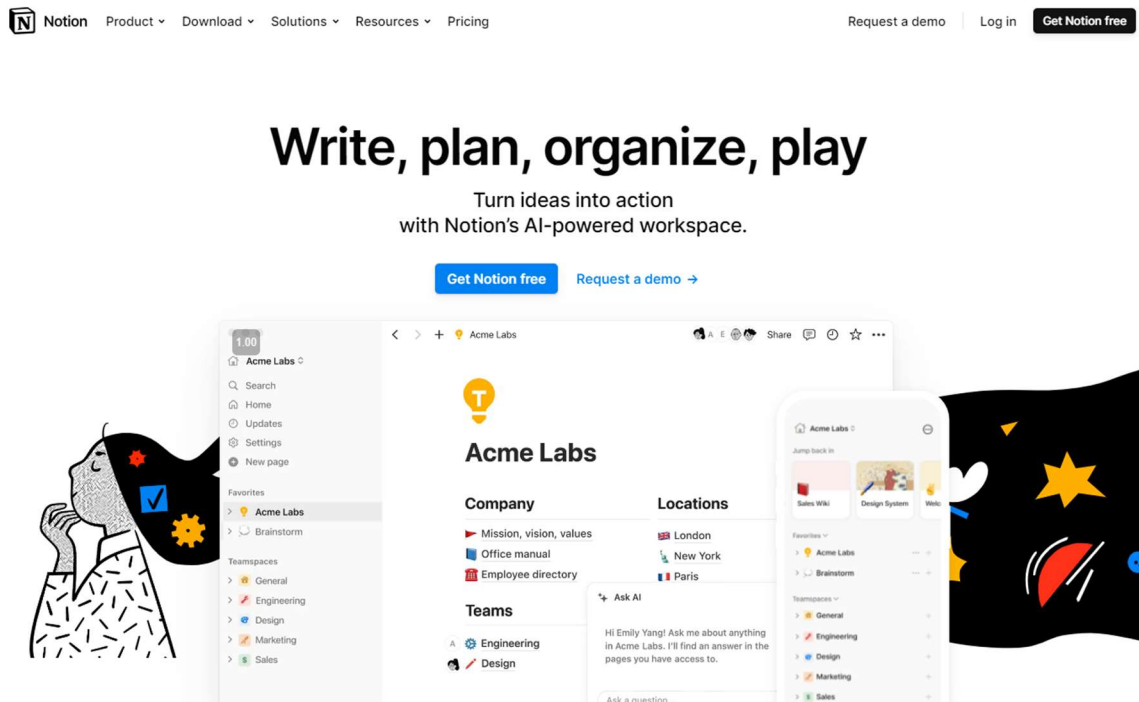 Notion Product Download Solutions Resources Pricing Request a demo Log in Get Notion free
Write, plan, organize, play
Turn ideas into action
with Notion’s AI-powered workspace.
Get Notion free Request a demo →
1.00
Acme Labs
Search
Home
Updates
Settings
New page
Favorites
Acme Labs
Brainstorm
Teamspaces
General
Engineering
Design
Marketing
S Sales
Acme Labs A E Share
T
Acme Labs
Company
Mission, vision, values
Office manual
Employee directory
Locations
London
New York
Paris
Teams
A Engineering
Design
Ask AI
Hi Emily Yang! Ask me about anything
in Acme Labs. I'll find an answer in the
pages you have access to.
Ask a question
Acme Labs
Jump back in
Sales Wiki Design System Welc
Favorites
Acme Labs
Brainstorm
Teamspaces
General
Engineering
Design
Marketing
S Sales